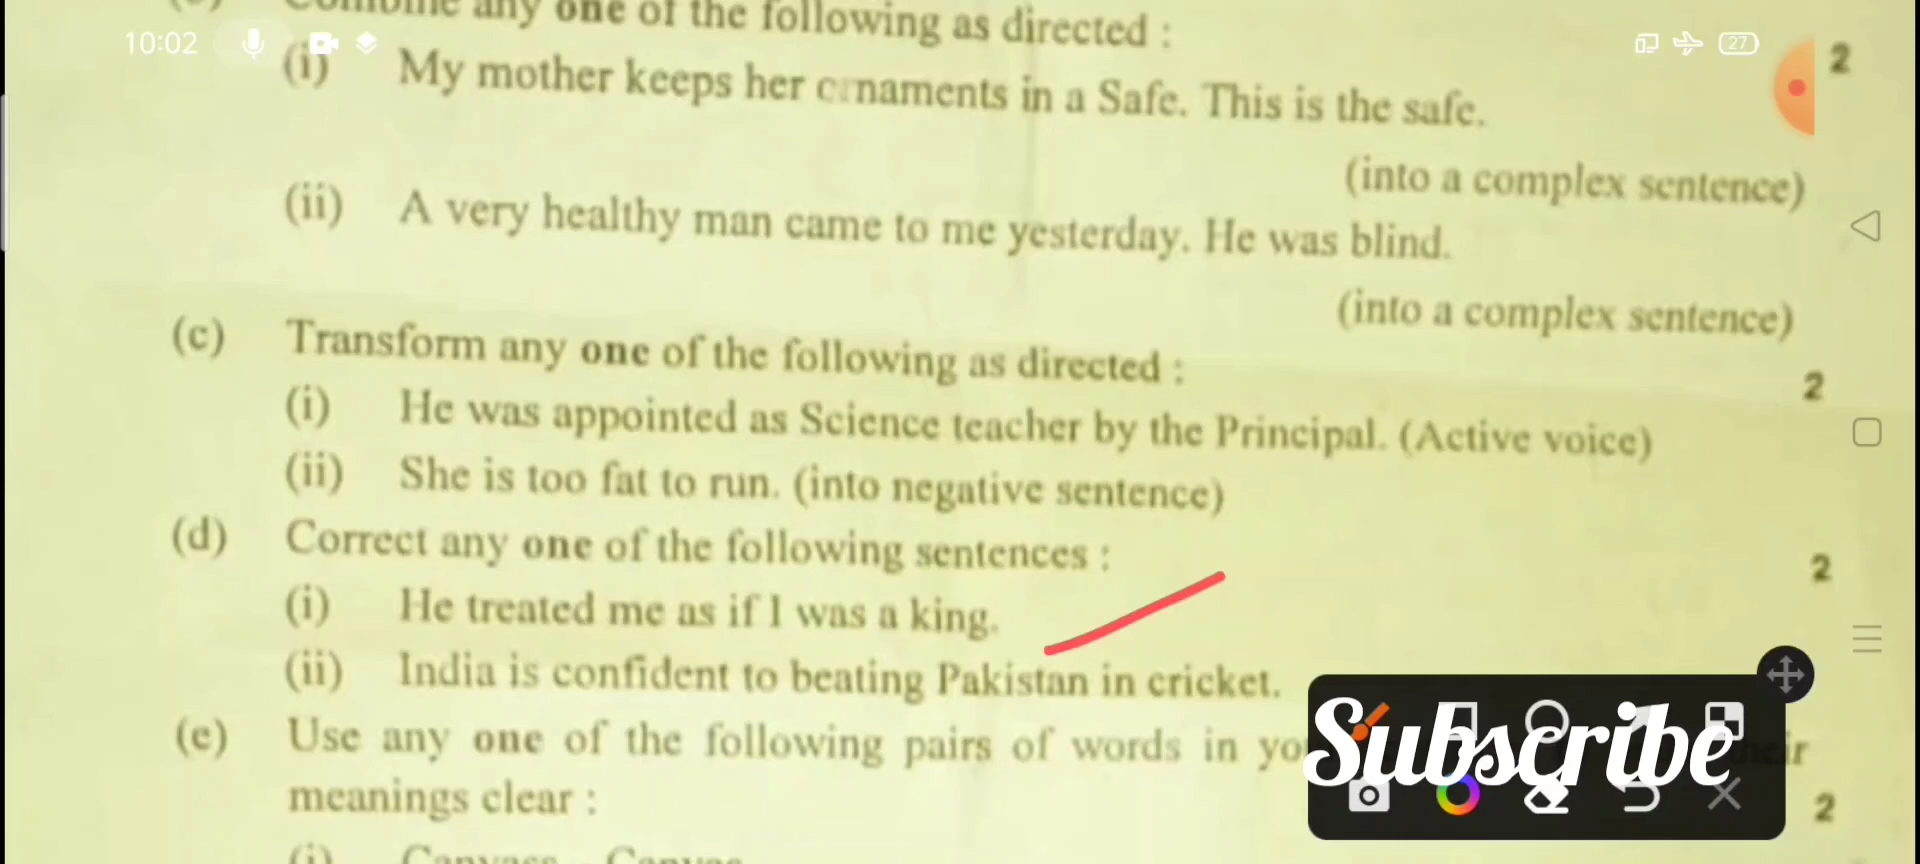 10:02
27
any one of the following as directed :
2
(i) My mother keeps her in a Safe. This is the safe.
(into a complex sentence)
(ii) A very healthy man came to me yesterday. He was blind.
(into a complex sentence)
(c) Transform any one of the following as directed :
2
(i) He was appointed as Science teacher by the Principal. (Active voice)
(ii) She is too fat to run. (into negative sentence)
(d) Correct any one of the following sentences :
2
(i) He treated me as if I was a king.
(ii) India is confident to beating Pakistan in cricket.
(e) Use any one of the following pairs of words in
meanings clear :
2
Subscribe